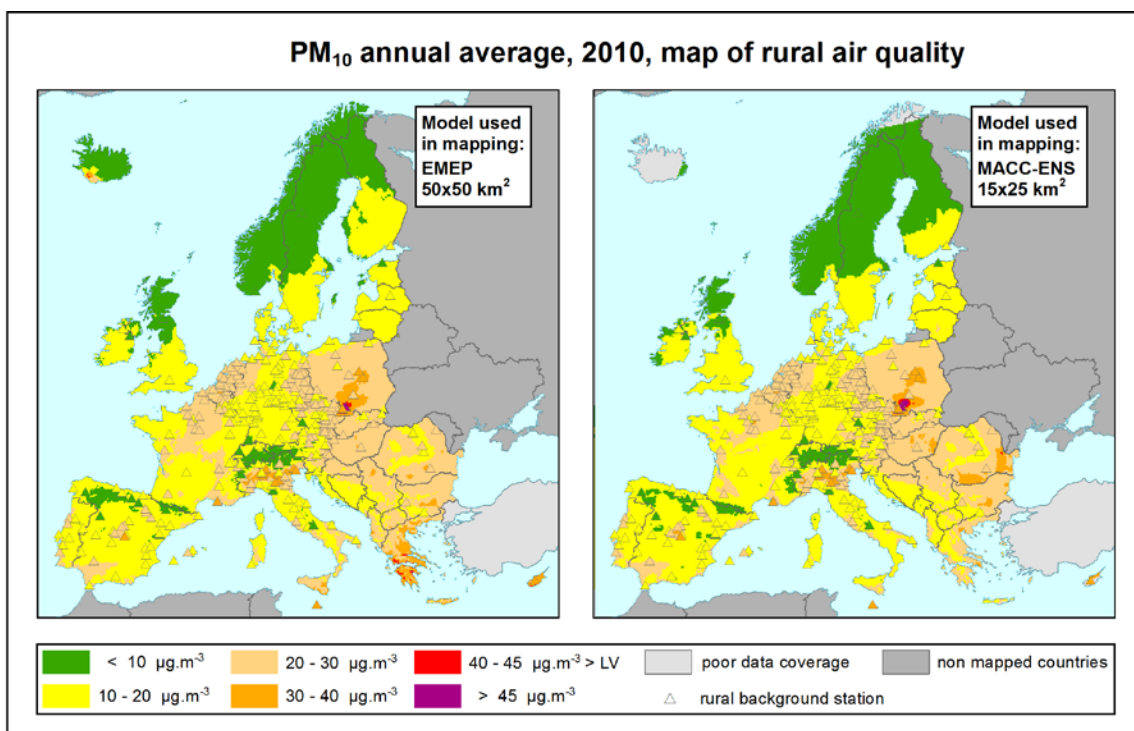 PM₁₀ annual average, 2010, map of rural air quality
Model used
in mapping:
EMEP
50x50 km²
Model used
in mapping:
MACC-ENS
15x25 km²
< 10 µg.m⁻³
20 - 30 µg.m⁻³
40 - 45 µg.m⁻³ > LV
poor data coverage
non mapped countries
10 - 20 µg.m⁻³
30 - 40 µg.m⁻³
> 45 µg.m⁻³
rural background station